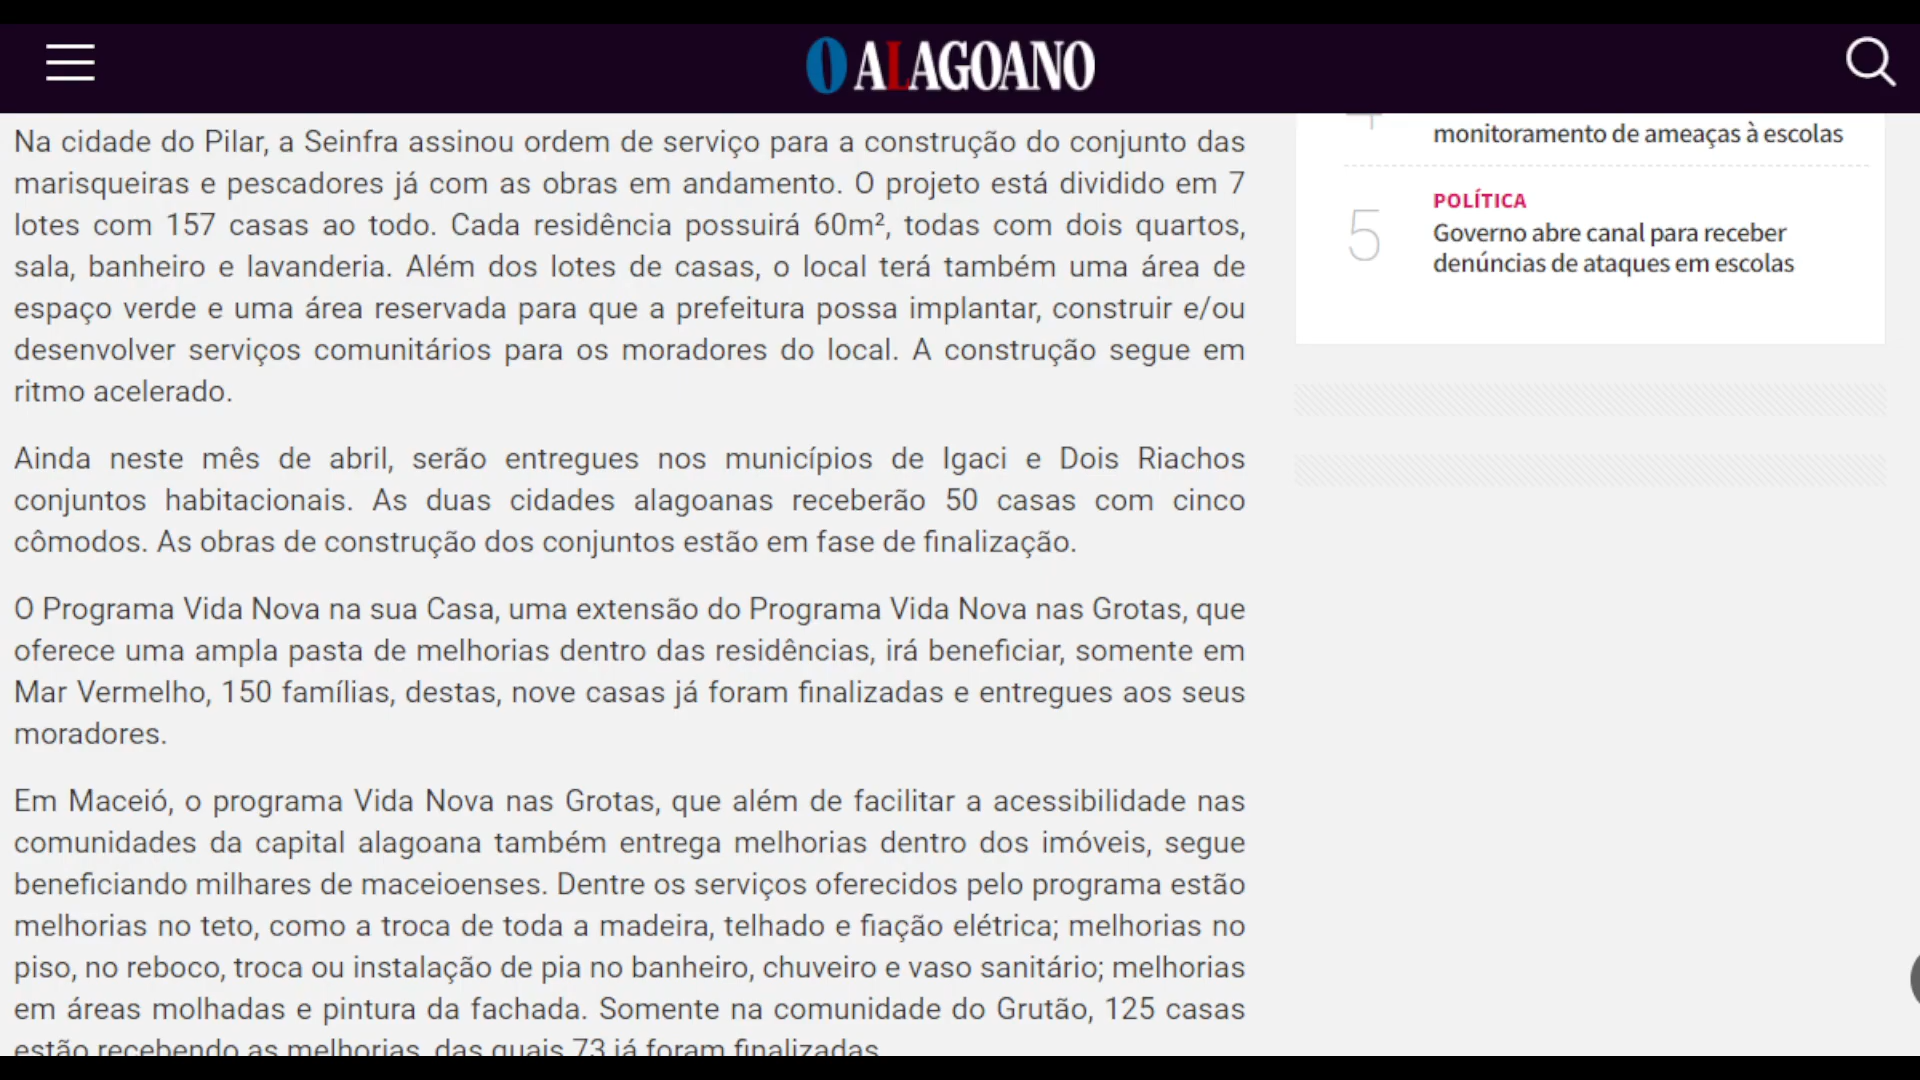 O ALAGOANO
Na cidade do Pilar, a Seinfra assinou ordem de serviço para a construção do conjunto das
marisqueiras e pescadores já com as obras em andamento. O projeto está dividido em 7
lotes com 157 casas ao todo. Cada residência possuirá 60m², todas com dois quartos,
sala, banheiro e lavanderia. Além dos lotes de casas, o local terá também uma área de
espaço verde e uma área reservada para que a prefeitura possa implantar, construir e/ou
desenvolver serviços comunitários para os moradores do local. A construção segue em
ritmo acelerado.
Ainda neste mês de abril, serão entregues nos municípios de Igaci e Dois Riachos
conjuntos habitacionais. As duas cidades alagoanas receberão 50 casas com cinco
cômodos. As obras de construção dos conjuntos estão em fase de finalização.
O Programa Vida Nova na sua Casa, uma extensão do Programa Vida Nova nas Grotas, que
oferece uma ampla pasta de melhorias dentro das residências, irá beneficiar, somente em
Mar Vermelho, 150 famílias, destas, nove casas já foram finalizadas e entregues aos seus
moradores.
Em Maceió, o programa Vida Nova nas Grotas, que além de facilitar a acessibilidade nas
comunidades da capital alagoana também entrega melhorias dentro dos imóveis, segue
beneficiando milhares de maceioenses. Dentre os serviços oferecidos pelo programa estão
melhorias no teto, como a troca de toda a madeira, telhado e fiação elétrica; melhorias no
piso, no reboco, troca ou instalação de pia no banheiro, chuveiro e vaso sanitário; melhorias
em áreas molhadas e pintura da fachada. Somente na comunidade do Grutão, 125 casas
estão recebendo as melhorias, das quais 73 já foram finalizadas.
4
monitoramento de ameaças à escolas
POLÍTICA
5
Governo abre canal para receber
denúncias de ataques em escolas